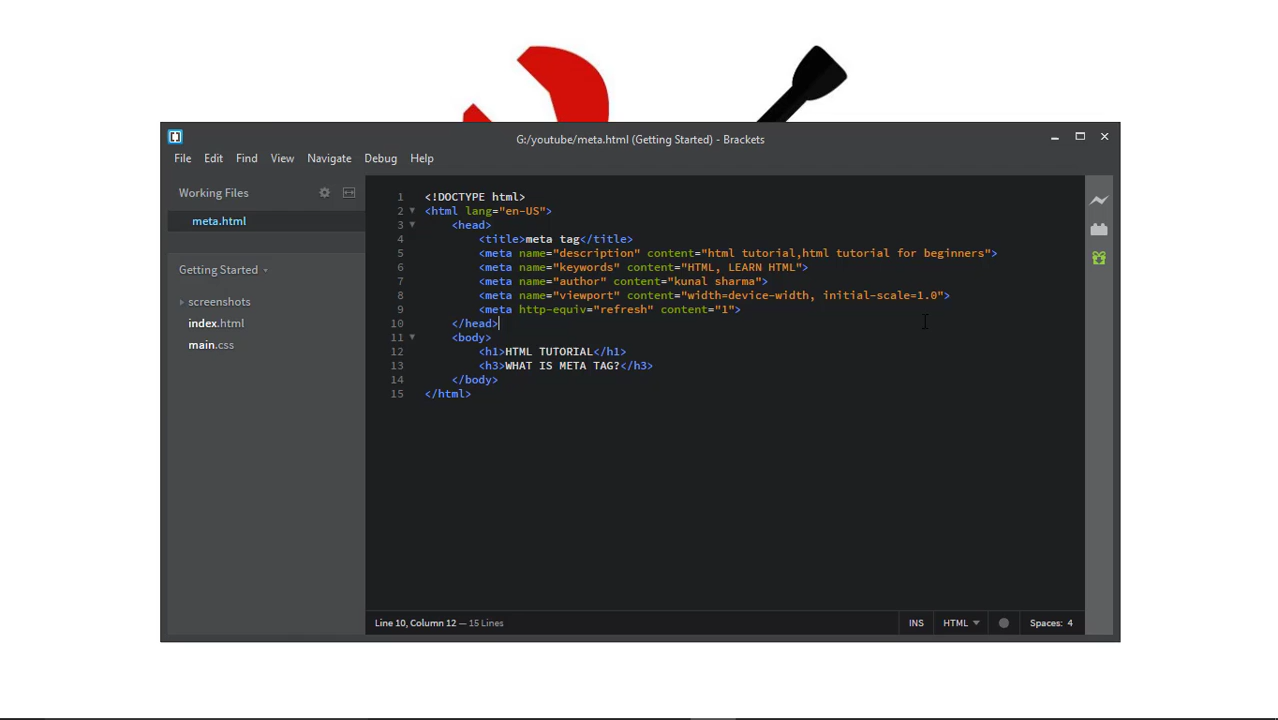 G:/youtube/meta.html (Getting Started) - Brackets
File Edit Find View Navigate Debug Help
Working Files
meta.html
Getting Started
screenshots
index.html
main.css
1 <!DOCTYPE html>
2 <html lang="en-US">
3 <head>
4 <title>meta tag</title>
5 <meta name="description" content="html tutorial,html tutorial for beginners">
6 <meta name="keywords" content="HTML, LEARN HTML">
7 <meta name="author" content="kunal sharma">
8 <meta name="viewport" content="width=device-width, initial-scale=1.0">
9 <meta http-equiv="refresh" content="1">
10 </head>
11 <body>
12 <h1>HTML TUTORIAL</h1>
13 <h3>WHAT IS META TAG?</h3>
14 </body>
15 </html>
Line 10, Column 12 — 15 Lines INS HTML Spaces: 4